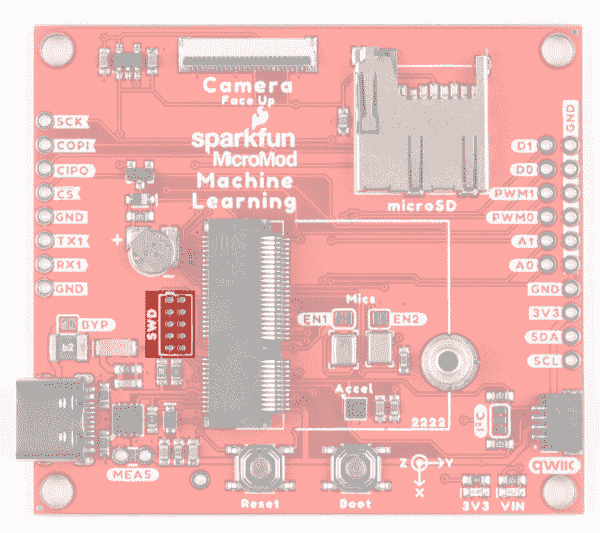 Camera
Face Up
sparkfun
MicroMod
Machine
Learning
microSD
SCK
COPI
CIPO
CS
GND
TX1
RX1
GND
GND
D1
D0
PWM1
PWM0
A1
A0
GND
3V3
SDA
SCL
+
BYP
b2
SWD
Mics
EN1
EN2
Accel
2222
I²C
qwiic
MEAS
Reset
Boot
Z
Y
X
3V3
VIN